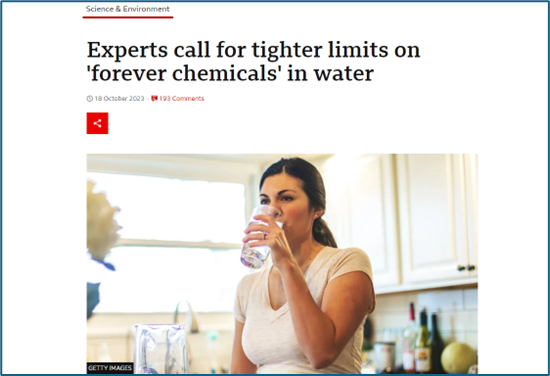 Science & Environment
Experts call for tighter limits on
'forever chemicals' in water
18 October 2023 · 193 Comments
GETTY IMAGES